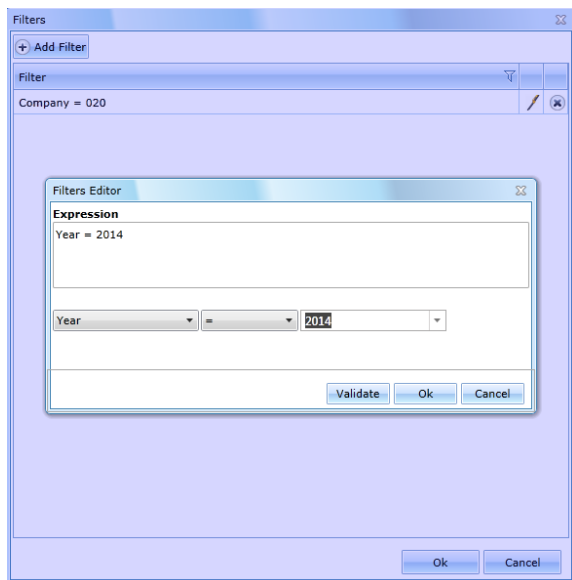 Filters
Add Filter
Filter
Company = 020
Filters Editor
Expression
Year = 2014
Year = 2014
Validate Ok Cancel
Ok Cancel